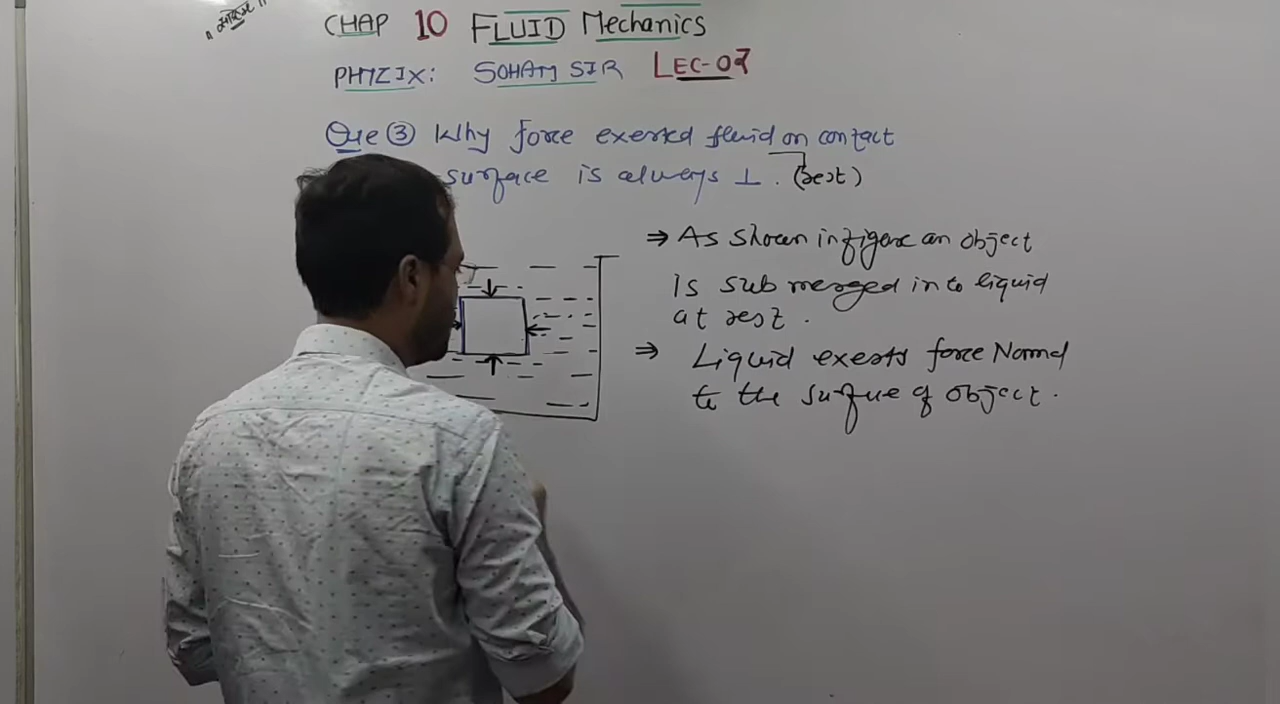 " साहेब "
CHAP 10 FLUID Mechanics
PHYZIX: SOHAM SIR LEC-07
Que ③ Why force exerted fluid on contact
surface is always ⊥. (rest)
⇒ As shown in figure an object
is submerged in to liquid
at rest.
⇒ Liquid exerts force Normal
to the surface of object.